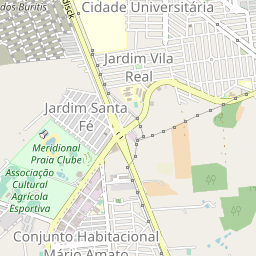 Cidade Universitária
dos Buritis
Jardim Vila
Real
Jardim Santa
Fé
Meridional
Praia Clube
Associação
Cultural
Agrícola
Esportiva
Conjunto Habitacional
Mário Amato